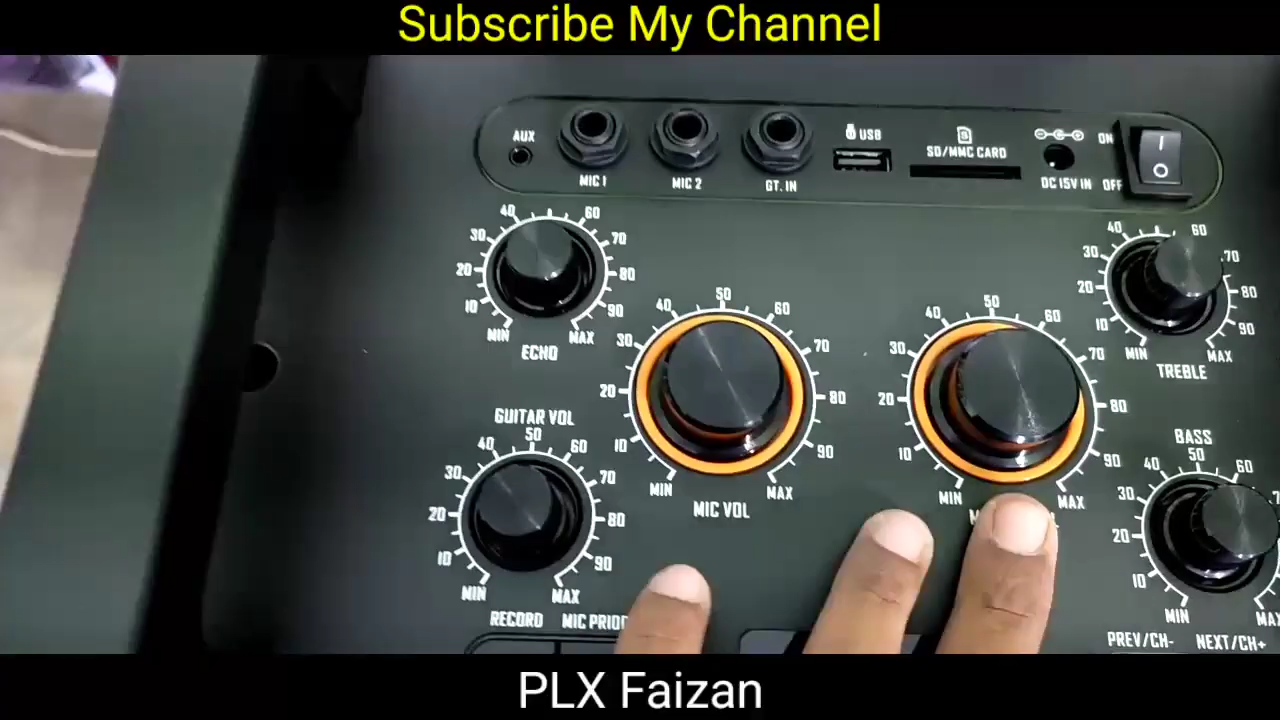 Subscribe My Channel
AUX
MIC 1
MIC 2
GT. IN
USB
SD/MMC CARD
DC 15V IN
ON
OFF
I
O
40 60
30 70
20 80
10 90
MIN MAX
ECHO
50
40 60
30 70
20 80
10 90
MIN MAX
MIC VOL
50
40 60
30 70
20 80
10 90
MIN MAX
40 60
30 70
20 80
10 90
MIN MAX
TREBLE
GUITAR VOL
50
40 60
30 70
20 80
10 90
MIN MAX
BASS
50
40 60
30
20
10
MIN MAX
RECORD
PREV/CH- NEXT/CH+
PLX Faizan